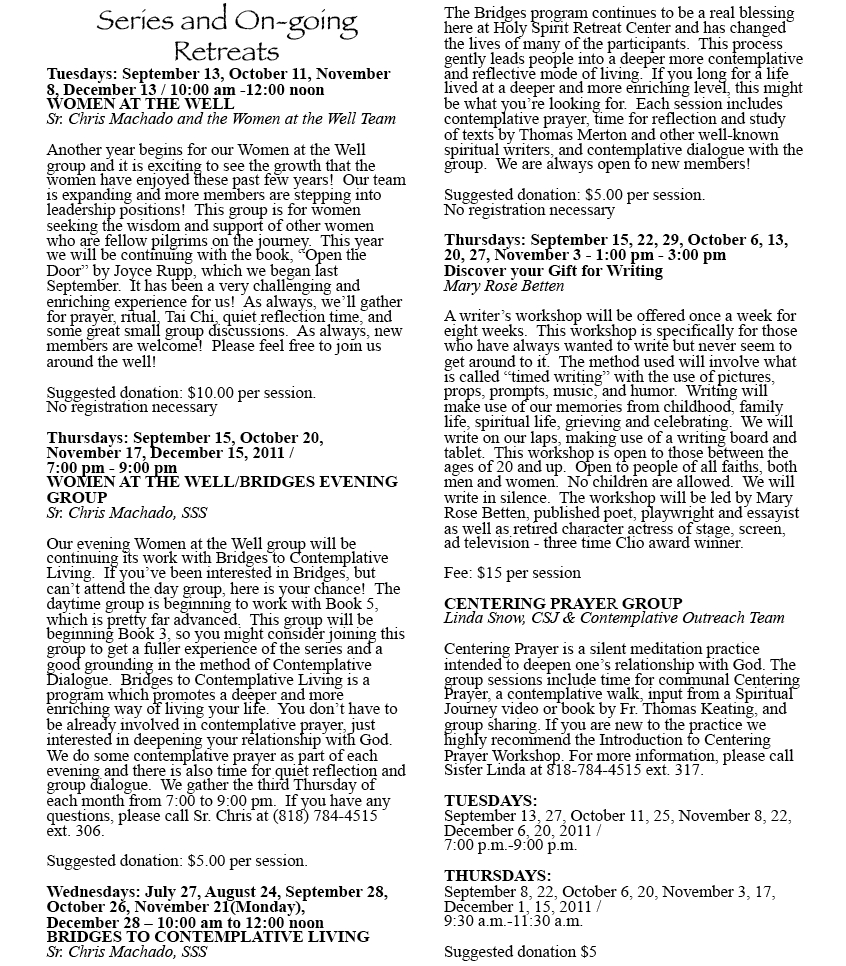 Series and On-going
Retreats
Tuesdays: September 13, October 11, November
8, December 13 / 10:00 am -12:00 noon
WOMEN AT THE WELL
Sr. Chris Machado and the Women at the Well Team
Another year begins for our Women at the Well
group and it is exciting to see the growth that the
women have enjoyed these past few years!  Our team
is expanding and more members are stepping into
leadership positions!  This group is for women
seeking the wisdom and support of other women
who are fellow pilgrims on the journey.  This year
we will be continuing with the book, “Open the
Door” by Joyce Rupp, which we began last
September.  It has been a very challenging and
enriching experience for us!  As always, we’ll gather
for prayer, ritual, Tai Chi, quiet reflection time, and
some great small group discussions.  As always, new
members are welcome!  Please feel free to join us
around the well!
Suggested donation: $10.00 per session.
No registration necessary
Thursdays: September 15, October 20,
November 17, December 15, 2011 /
7:00 pm - 9:00 pm
WOMEN AT THE WELL/BRIDGES EVENING
GROUP
Sr. Chris Machado, SSS
Our evening Women at the Well group will be
continuing its work with Bridges to Contemplative
Living.  If you’ve been interested in Bridges, but
can’t attend the day group, here is your chance!  The
daytime group is beginning to work with Book 5,
which is pretty far advanced.  This group will be
beginning Book 3, so you might consider joining this
group to get a fuller experience of the series and a
good grounding in the method of Contemplative
Dialogue.  Bridges to Contemplative Living is a
program which promotes a deeper and more
enriching way of living your life.  You don’t have to
be already involved in contemplative prayer, just
interested in deepening your relationship with God.
We do some contemplative prayer as part of each
evening and there is also time for quiet reflection and
group dialogue.  We gather the third Thursday of
each month from 7:00 to 9:00 pm.  If you have any
questions, please call Sr. Chris at (818) 784-4515
ext. 306.
Suggested donation: $5.00 per session.
Wednesdays: July 27, August 24, September 28,
October 26, November 21(Monday),
December 28 – 10:00 am to 12:00 noon
BRIDGES TO CONTEMPLATIVE LIVING
Sr. Chris Machado, SSS
The Bridges program continues to be a real blessing
here at Holy Spirit Retreat Center and has changed
the lives of many of the participants.  This process
gently leads people into a deeper more contemplative
and reflective mode of living.  If you long for a life
lived at a deeper and more enriching level, this might
be what you’re looking for.  Each session includes
contemplative prayer, time for reflection and study
of texts by Thomas Merton and other well-known
spiritual writers, and contemplative dialogue with the
group.  We are always open to new members!
Suggested donation: $5.00 per session.
No registration necessary
Thursdays: September 15, 22, 29, October 6, 13,
20, 27, November 3 - 1:00 pm - 3:00 pm
Discover your Gift for Writing
Mary Rose Betten
A writer’s workshop will be offered once a week for
eight weeks.  This workshop is specifically for those
who have always wanted to write but never seem to
get around to it.  The method used will involve what
is called “timed writing” with the use of pictures,
props, prompts, music, and humor.  Writing will
make use of our memories from childhood, family
life, spiritual life, grieving and celebrating.  We will
write on our laps, making use of a writing board and
tablet.  This workshop is open to those between the
ages of 20 and up.  Open to people of all faiths, both
men and women.  No children are allowed.  We will
write in silence.  The workshop will be led by Mary
Rose Betten, published poet, playwright and essayist
as well as retired character actress of stage, screen,
ad television - three time Clio award winner.
Fee: $15 per session
CENTERING PRAYER GROUP
Linda Snow, CSJ & Contemplative Outreach Team
Centering Prayer is a silent meditation practice
intended to deepen one’s relationship with God. The
group sessions include time for communal Centering
Prayer, a contemplative walk, input from a Spiritual
Journey video or book by Fr. Thomas Keating, and
group sharing. If you are new to the practice we
highly recommend the Introduction to Centering
Prayer Workshop. For more information, please call
Sister Linda at 818-784-4515 ext. 317.
TUESDAYS:
September 13, 27, October 11, 25, November 8, 22,
December 6, 20, 2011 /
7:00 p.m.-9:00 p.m.
THURSDAYS:
September 8, 22, October 6, 20, November 3, 17,
December 1, 15, 2011 /
9:30 a.m.-11:30 a.m.
Suggested donation $5